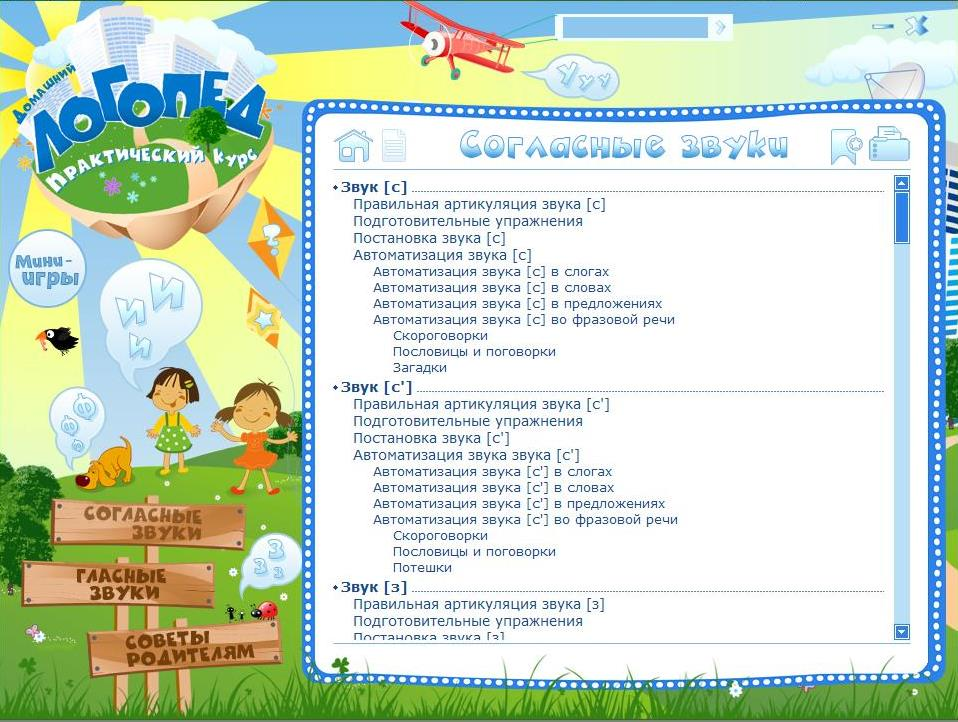 Домашний
Логопед
Практический курс
Ууу
Согласные звуки
Мини-
игры
И И
И
Ф Ф
Ф
Звук [с]
Правильная артикуляция звука [с]
Подготовительные упражнения
Постановка звука [с]
Автоматизация звука [с]
Автоматизация звука [с] в слогах
Автоматизация звука [с] в словах
Автоматизация звука [с] в предложениях
Автоматизация звука [с] во фразовой речи
Скороговорки
Пословицы и поговорки
Загадки
Звук [с']
Правильная артикуляция звука [с']
Подготовительные упражнения
Постановка звука [с']
Автоматизация звука звука [с']
Автоматизация звука [с'] в слогах
Автоматизация звука [с'] в словах
Автоматизация звука [с'] в предложениях
Автоматизация звука [с'] во фразовой речи
Скороговорки
Пословицы и поговорки
Потешки
Звук [з]
Правильная артикуляция звука [з]
Подготовительные упражнения
Постановка звука [з]
СОГЛАСНЫЕ
ЗВУКИ
З
З З
ГЛАСНЫЕ
ЗВУКИ
СОВЕТЫ
РОДИТЕЛЯМ